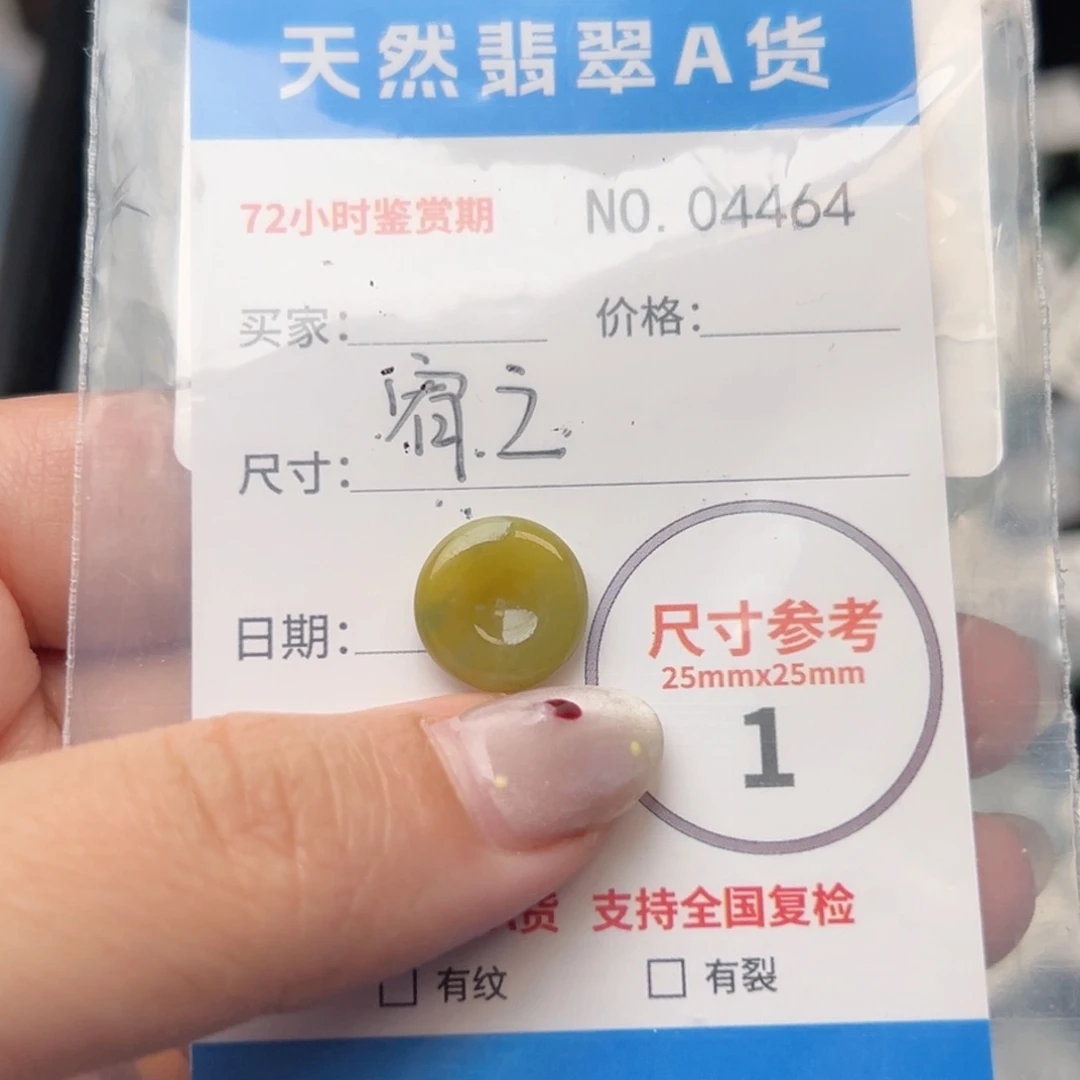 天然翡翠A货
72小时鉴赏期 NO. 04464
买家: 价格:
尺寸:
日期:
尺寸参考
25mmx25mm
1
货 支持全国复检
□ 有纹 □ 有裂